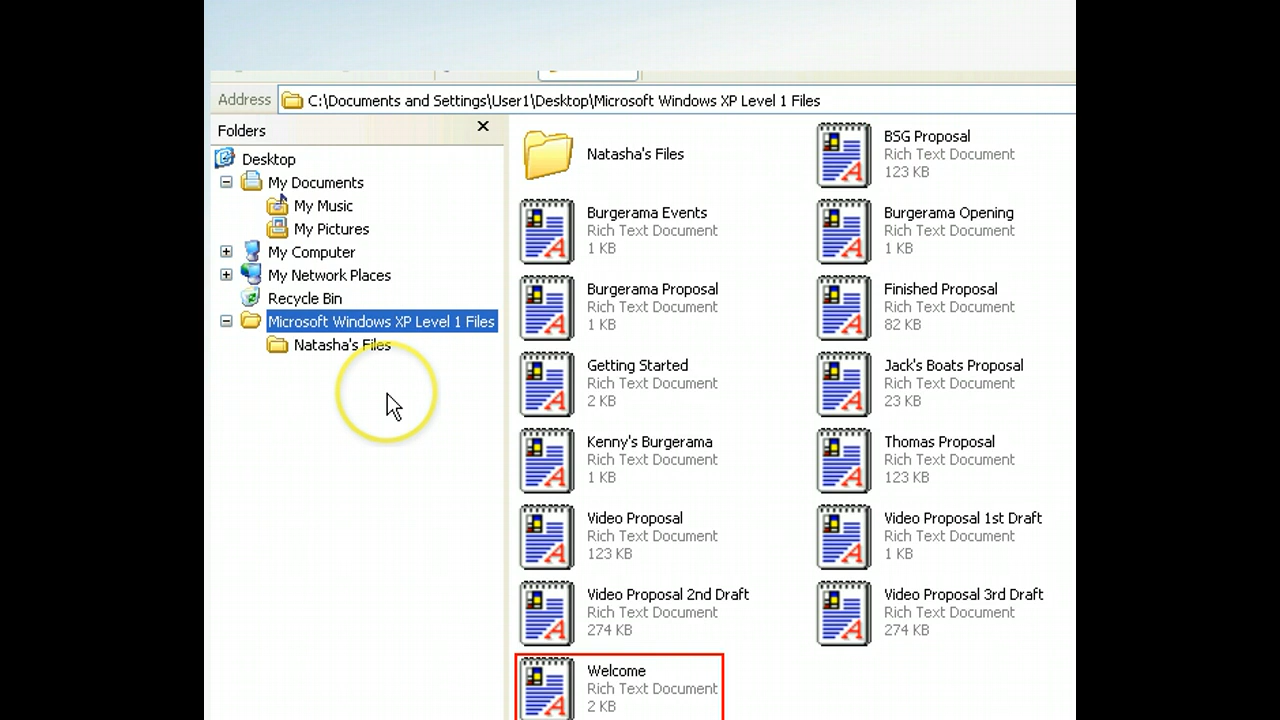 Address C:\Documents and Settings\User1\Desktop\Microsoft Windows XP Level 1 Files
Folders
Desktop
My Documents
My Music
My Pictures
My Computer
My Network Places
Recycle Bin
Microsoft Windows XP Level 1 Files
Natasha's Files
Natasha's Files
BSG Proposal
Rich Text Document
123 KB
Burgerama Events
Rich Text Document
1 KB
Burgerama Opening
Rich Text Document
1 KB
Burgerama Proposal
Rich Text Document
1 KB
Finished Proposal
Rich Text Document
82 KB
Getting Started
Rich Text Document
2 KB
Jack's Boats Proposal
Rich Text Document
23 KB
Kenny's Burgerama
Rich Text Document
1 KB
Thomas Proposal
Rich Text Document
123 KB
Video Proposal
Rich Text Document
123 KB
Video Proposal 1st Draft
Rich Text Document
1 KB
Video Proposal 2nd Draft
Rich Text Document
274 KB
Video Proposal 3rd Draft
Rich Text Document
274 KB
Welcome
Rich Text Document
2 KB